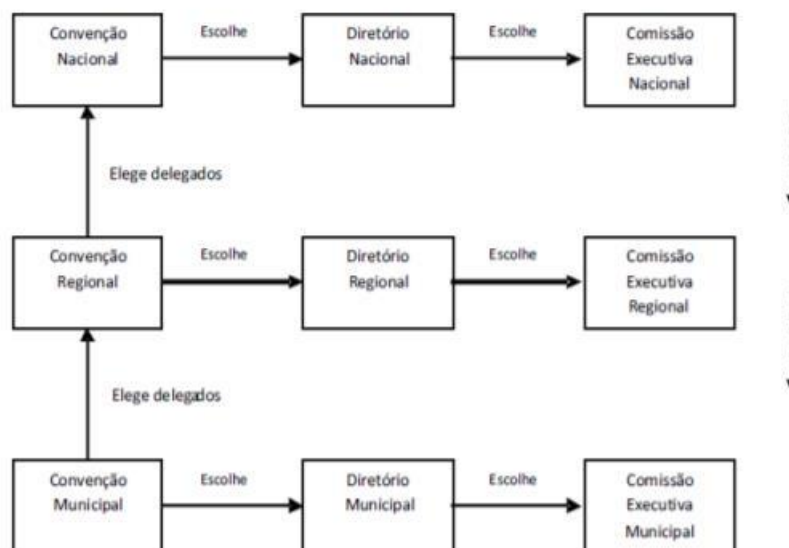 Convenção
Nacional
Escolhe
Diretório
Nacional
Escolhe
Comissão
Executiva
Nacional
Elege delegados
Convenção
Regional
Escolhe
Diretório
Regional
Escolhe
Comissão
Executiva
Regional
Elege delegados
Convenção
Municipal
Escolhe
Diretório
Municipal
Escolhe
Comissão
Executiva
Municipal